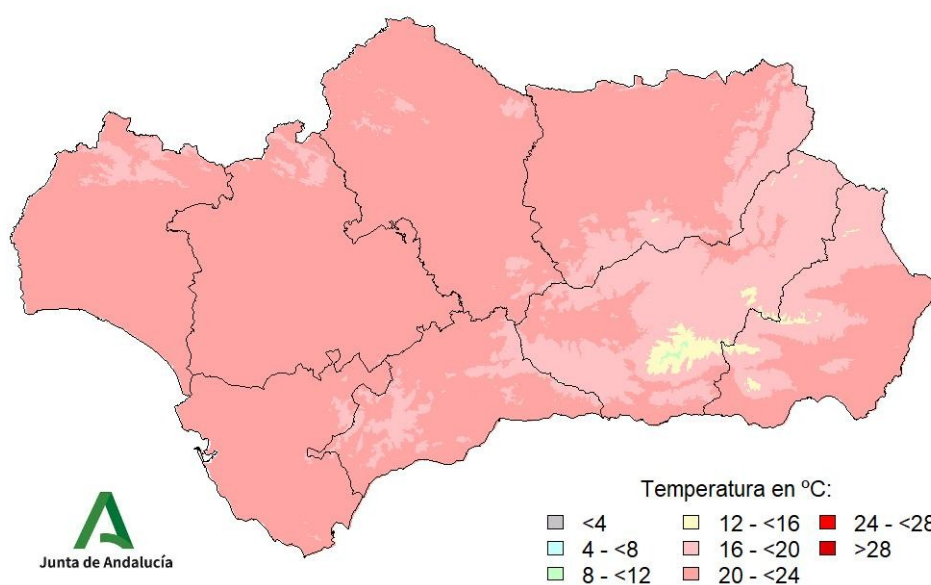 Temperatura en ºC:
<4
12 - <16
24 - <28
4 - <8
16 - <20
>28
8 - <12
20 - <24
Junta de Andalucía